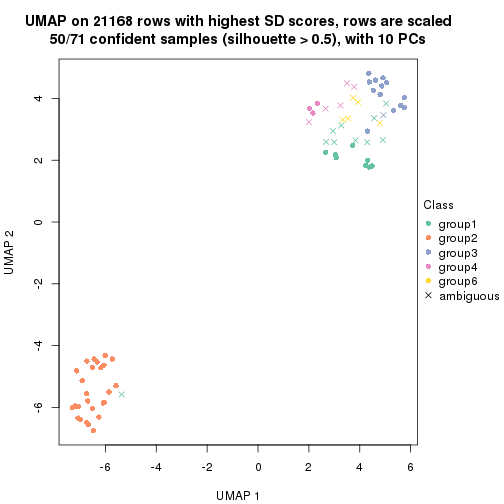 UMAP on 21168 rows with highest SD scores, rows are scaled
50/71 confident samples (silhouette > 0.5), with 10 PCs
4
2
0
-2
-4
-6
UMAP 2
-6
-4
-2
0
2
4
6
UMAP 1
Class
group1
group2
group3
group4
group6
ambiguous